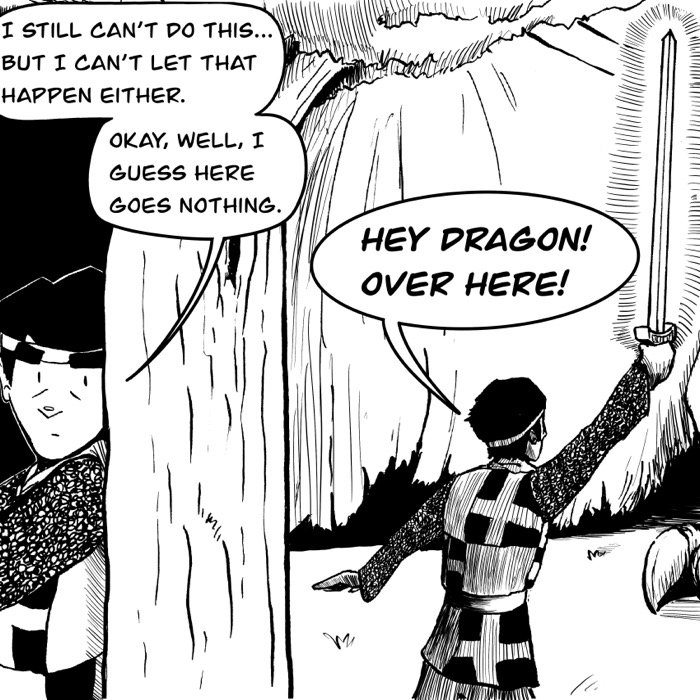 I STILL CAN'T DO THIS...
BUT I CAN'T LET THAT
HAPPEN EITHER.
OKAY, WELL, I
GUESS HERE
GOES NOTHING.
HEY DRAGON!
OVER HERE!